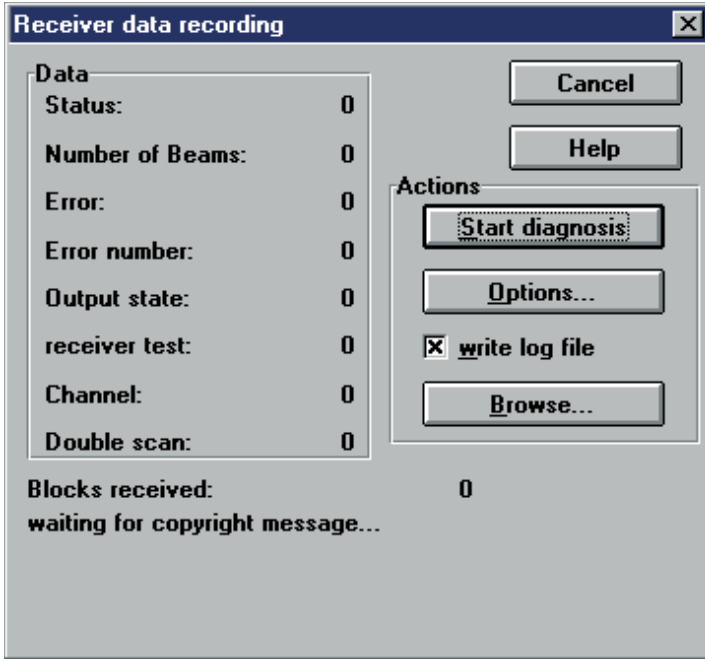 Receiver data recording
Data
Status: 0
Number of Beams: 0
Error: 0
Error number: 0
Output state: 0
receiver test: 0
Channel: 0
Double scan: 0
Cancel
Help
Actions
Start diagnosis
Options...
write log file
Browse...
Blocks received: 0
waiting for copyright message...